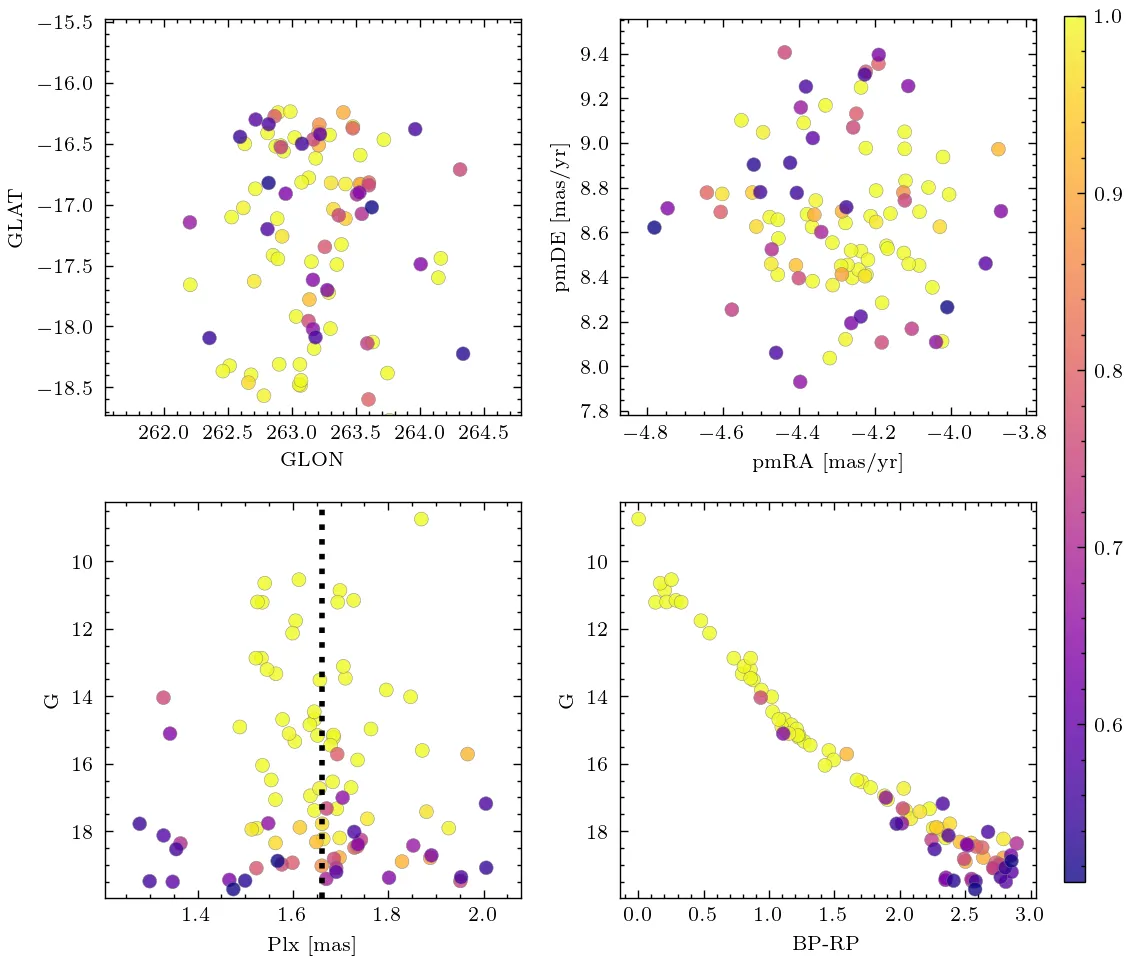 −15.5
−16.0
−16.5
−17.0
−17.5
−18.0
−18.5
GLAT
262.0 262.5 263.0 263.5 264.0 264.5
GLON
9.4
9.2
9.0
8.8
8.6
8.4
8.2
8.0
7.8
pmDE [mas/yr]
−4.8 −4.6 −4.4 −4.2 −4.0 −3.8
pmRA [mas/yr]
1.0
0.9
0.8
0.7
0.6
10
12
14
16
18
G
1.4 1.6 1.8 2.0
Plx [mas]
10
12
14
16
18
G
0.0 0.5 1.0 1.5 2.0 2.5 3.0
BP-RP